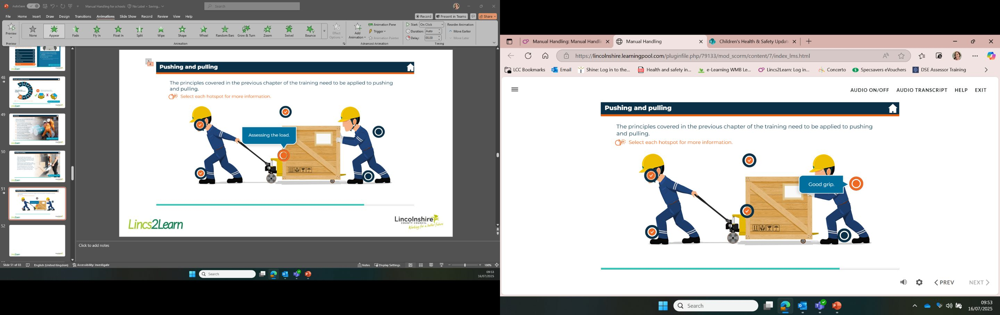 AutoSave
Manual Handling for schools
No Label • Saving...
Search
File Home Insert Draw Design Transitions Animations Slide Show Record Review View Help
Record
Present in Teams
Share
Preview
None
Appear
Fade
Fly In
Float In
Split
Wipe
Shape
Wheel
Random Bars
Grow & Turn
Zoom
Swivel
Bounce
Effect
Options
Add
Animation
Animation Pane
Trigger
Animation Painter
Start: On Click
Duration: Auto
Delay: 00.00
Reorder Animation
Move Earlier
Move Later
Preview
Animation
Advanced Animation
Timing
48
49
50
51
52
3
4
Pushing and pulling
The principles covered in the previous chapter of the training need to be applied to pushing
and pulling.
Select each hotspot for more information.
Assessing the load.
Lincs2Learn
Lincolnshire
COUNTY COUNCIL
Working for a better future
Click to add notes
Slide 51 of 83
English (United Kingdom)
Accessibility: Investigate
Notes
Display Settings
100%
Search
09:53
16/07/2025
Manual Handling: Manual Handli
Manual Handling
Children's Health & Safety Updat
https://lincolnshire.learningpool.com/pluginfile.php/79133/mod_scorm/content/7/index_lms.html
LCC Bookmarks
Email
Shine: Log in to the...
Health and safety in...
e-Learning WMB Le...
Lincs2Learn: Log in...
Concerto
Specsavers eVouchers
DSE Assessor Training
AUDIO ON/OFF AUDIO TRANSCRIPT HELP EXIT
Pushing and pulling
The principles covered in the previous chapter of the training need to be applied to pushing
and pulling.
Select each hotspot for more information.
Good grip.
PREV
NEXT
Search
09:53
16/07/2025